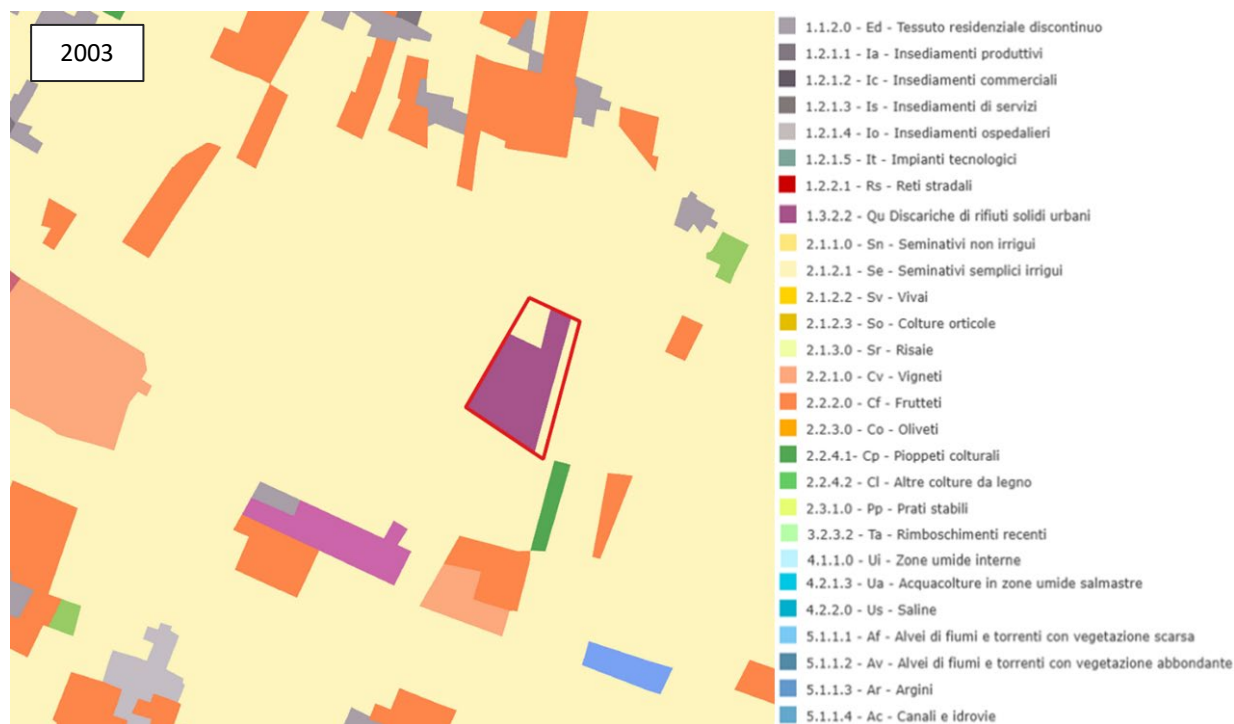 2003
1.1.2.0 - Ed - Tessuto residenziale discontinuo
1.2.1.1 - Ia - Insediamenti produttivi
1.2.1.2 - Ic - Insediamenti commerciali
1.2.1.3 - Is - Insediamenti di servizi
1.2.1.4 - Io - Insediamenti ospedalieri
1.2.1.5 - It - Impianti tecnologici
1.2.2.1 - Rs - Reti stradali
1.3.2.2 - Qu Discariche di rifiuti solidi urbani
2.1.1.0 - Sn - Seminativi non irrigui
2.1.2.1 - Se - Seminativi semplici irrigui
2.1.2.2 - Sv - Vivai
2.1.2.3 - So - Colture orticole
2.1.3.0 - Sr - Risaie
2.2.1.0 - Cv - Vigneti
2.2.2.0 - Cf - Frutteti
2.2.3.0 - Co - Oliveti
2.2.4.1- Cp - Pioppeti colturali
2.2.4.2 - Cl - Altre colture da legno
2.3.1.0 - Pp - Prati stabili
3.2.3.2 - Ta - Rimboschimenti recenti
4.1.1.0 - Ui - Zone umide interne
4.2.1.3 - Ua - Acquacolture in zone umide salmastre
4.2.2.0 - Us - Saline
5.1.1.1 - Af - Alvei di fiumi e torrenti con vegetazione scarsa
5.1.1.2 - Av - Alvei di fiumi e torrenti con vegetazione abbondante
5.1.1.3 - Ar - Argini
5.1.1.4 - Ac - Canali e idrovie